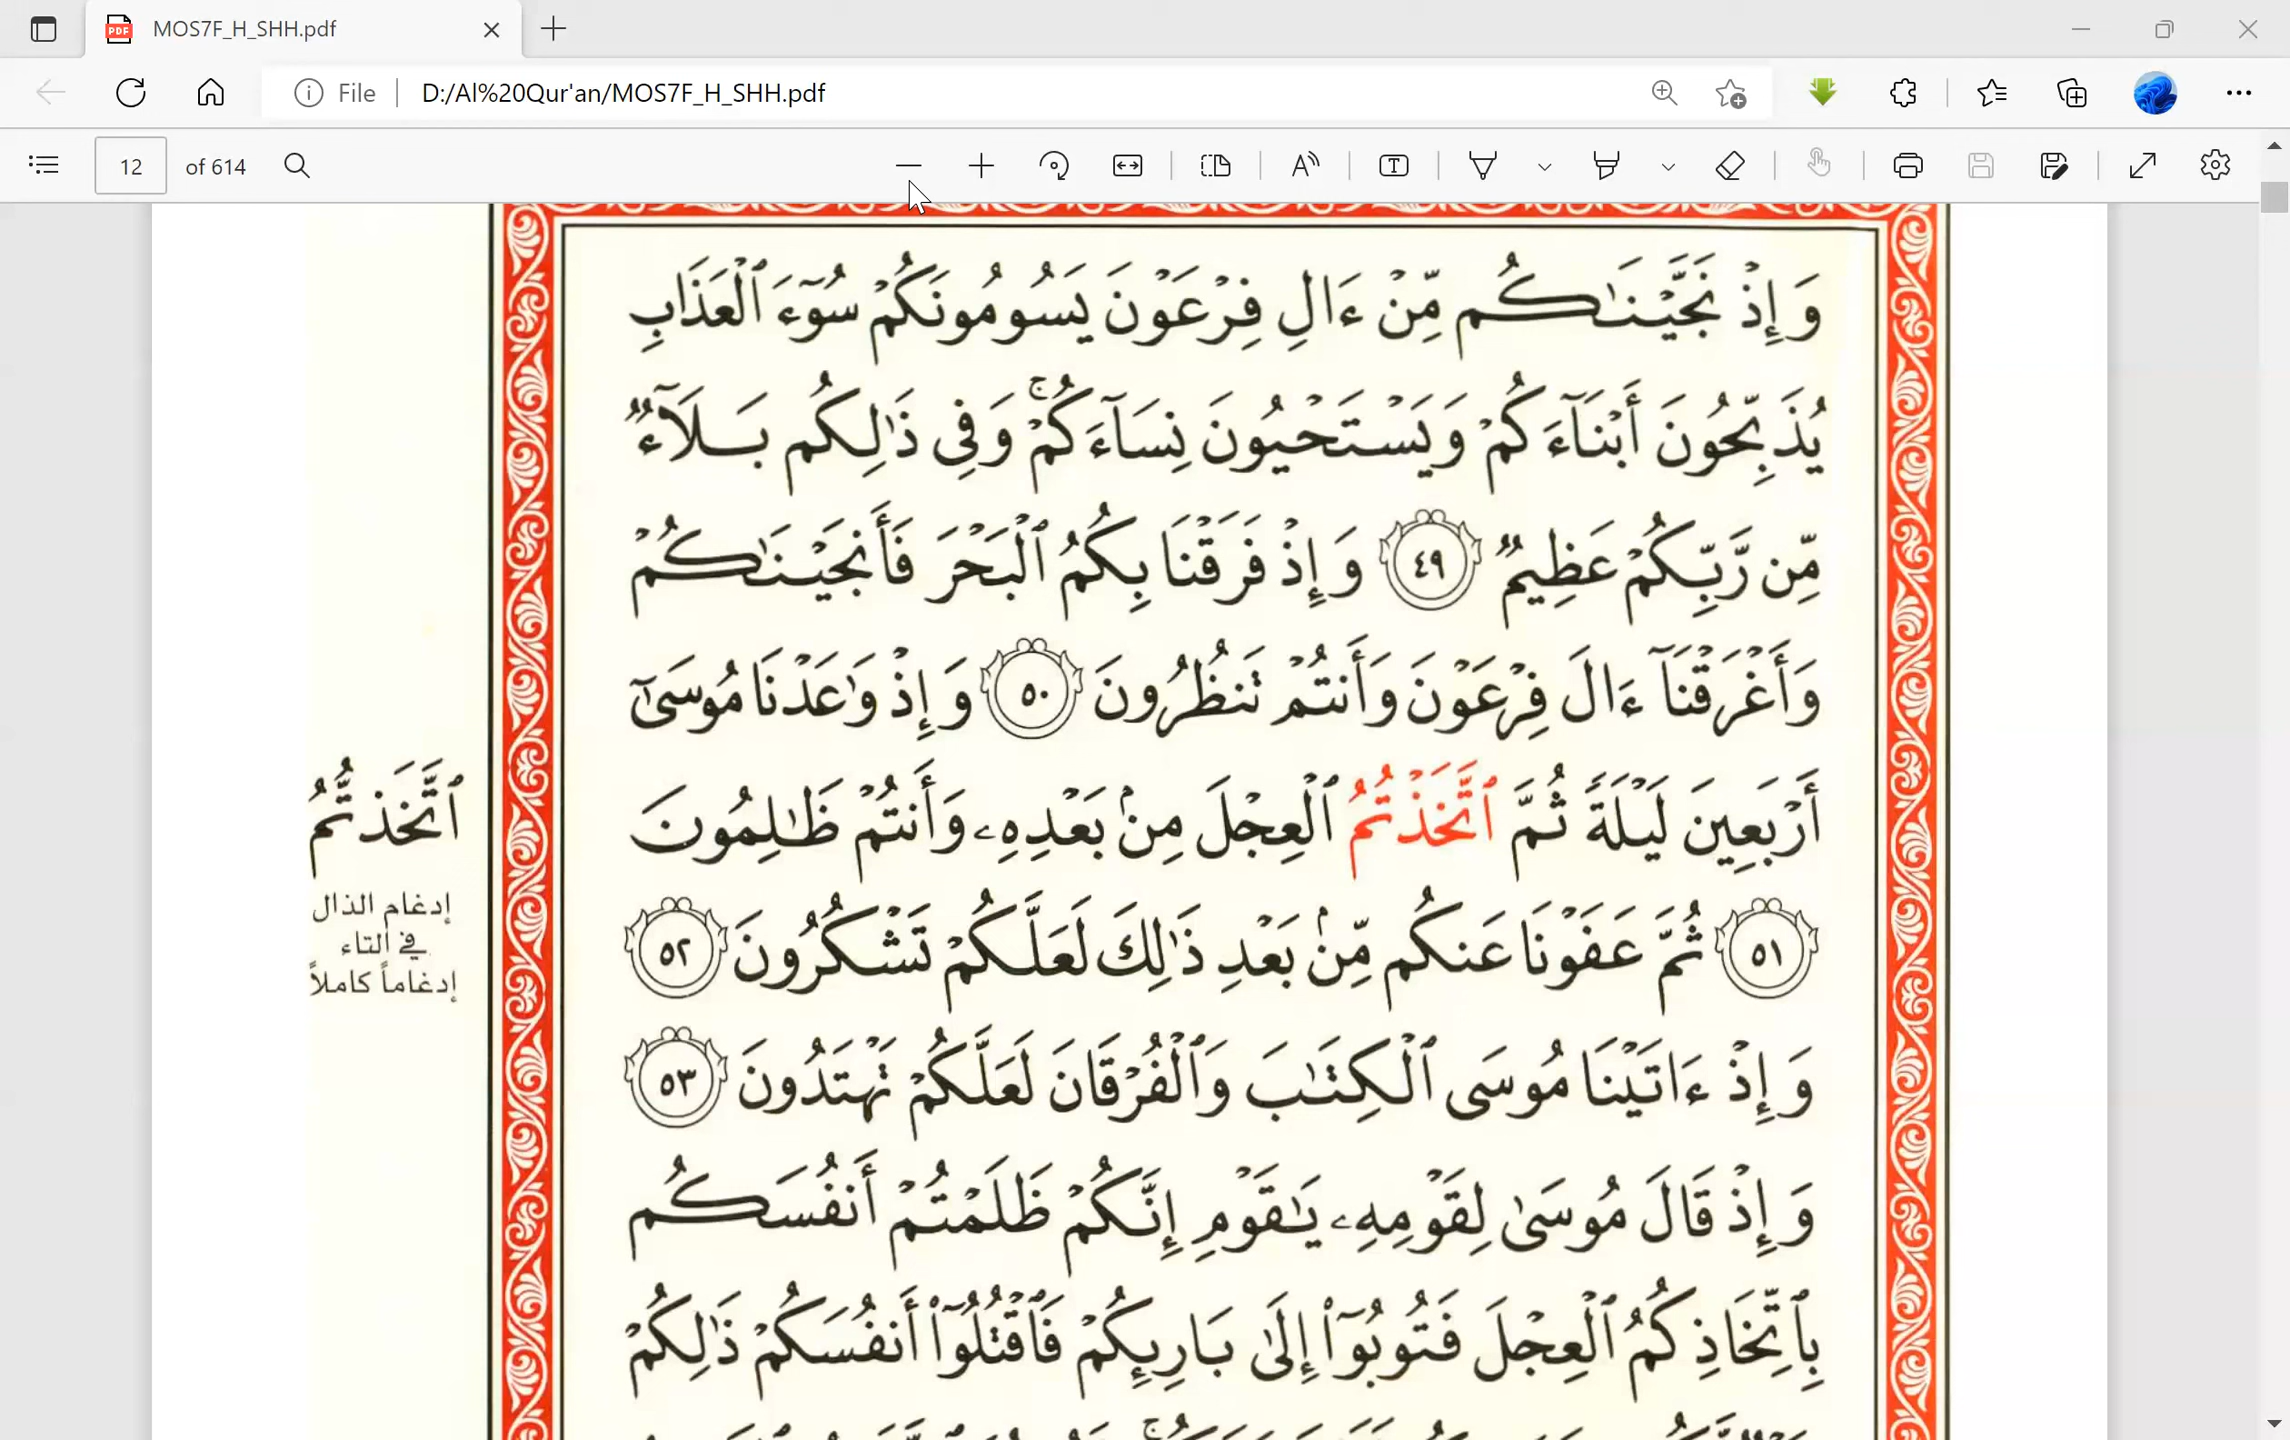 MOS7F_H_SHH.pdf
File D:/Al%20Qur'an/MOS7F_H_SHH.pdf
12 of 614
وَإِذْ نَجَّيْنَٰكُم مِّنْ ءَالِ فِرْعَوْنَ يَسُومُونَكُمْ سُوٓءَ ٱلْعَذَابِ
يُذَبِّحُونَ أَبْنَآءَكُمْ وَيَسْتَحْيُونَ نِسَآءَكُمْ ۚ وَفِى ذَٰلِكُم بَلَآءٌ
مِّن رَّبِّكُمْ عَظِيمٌ ٤٩ وَإِذْ فَرَقْنَا بِكُمُ ٱلْبَحْرَ فَأَنجَيْنَٰكُمْ
وَأَغْرَقْنَآ ءَالَ فِرْعَوْنَ وَأَنتُمْ تَنظُرُونَ ٥٠ وَإِذْ وَٰعَدْنَا مُوسَىٰٓ
أَرْبَعِينَ لَيْلَةً ثُمَّ ٱتَّخَذْتُمُ ٱلْعِجْلَ مِنۢ بَعْدِهِۦ وَأَنتُمْ ظَٰلِمُونَ
٥١ ثُمَّ عَفَوْنَا عَنكُم مِّنۢ بَعْدِ ذَٰلِكَ لَعَلَّكُمْ تَشْكُرُونَ ٥٢
وَإِذْ ءَاتَيْنَا مُوسَى ٱلْكِتَٰبَ وَٱلْفُرْقَانَ لَعَلَّكُمْ تَهْتَدُونَ ٥٣
وَإِذْ قَالَ مُوسَىٰ لِقَوْمِهِۦ يَٰقَوْمِ إِنَّكُمْ ظَلَمْتُمْ أَنفُسَكُم
بِٱتِّخَاذِكُمُ ٱلْعِجْلَ فَتُوبُوٓا۟ إِلَىٰ بَارِئِكُمْ فَٱقْتُلُوٓا۟ أَنفُسَكُمْ ذَٰلِكُمْ
ٱتَّخَذتُّمُ
إدغام الذال
في التاء
إدغاماً كاملاً